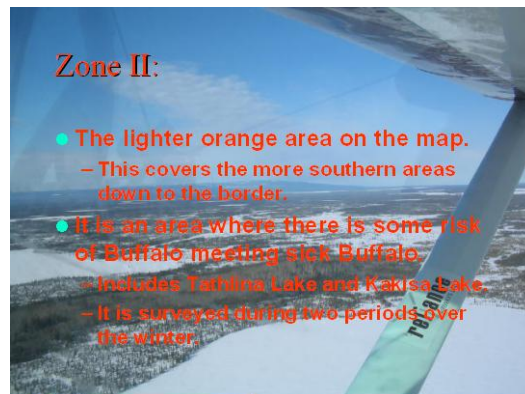 Zone II:
The lighter orange area on the map.
– This covers the more southern areas
down to the border.
It is an area where there is some risk
of Buffalo meeting sick Buffalo.
– Includes Tathlina Lake and Kakisa Lake.
– It is surveyed during two periods over
the winter.